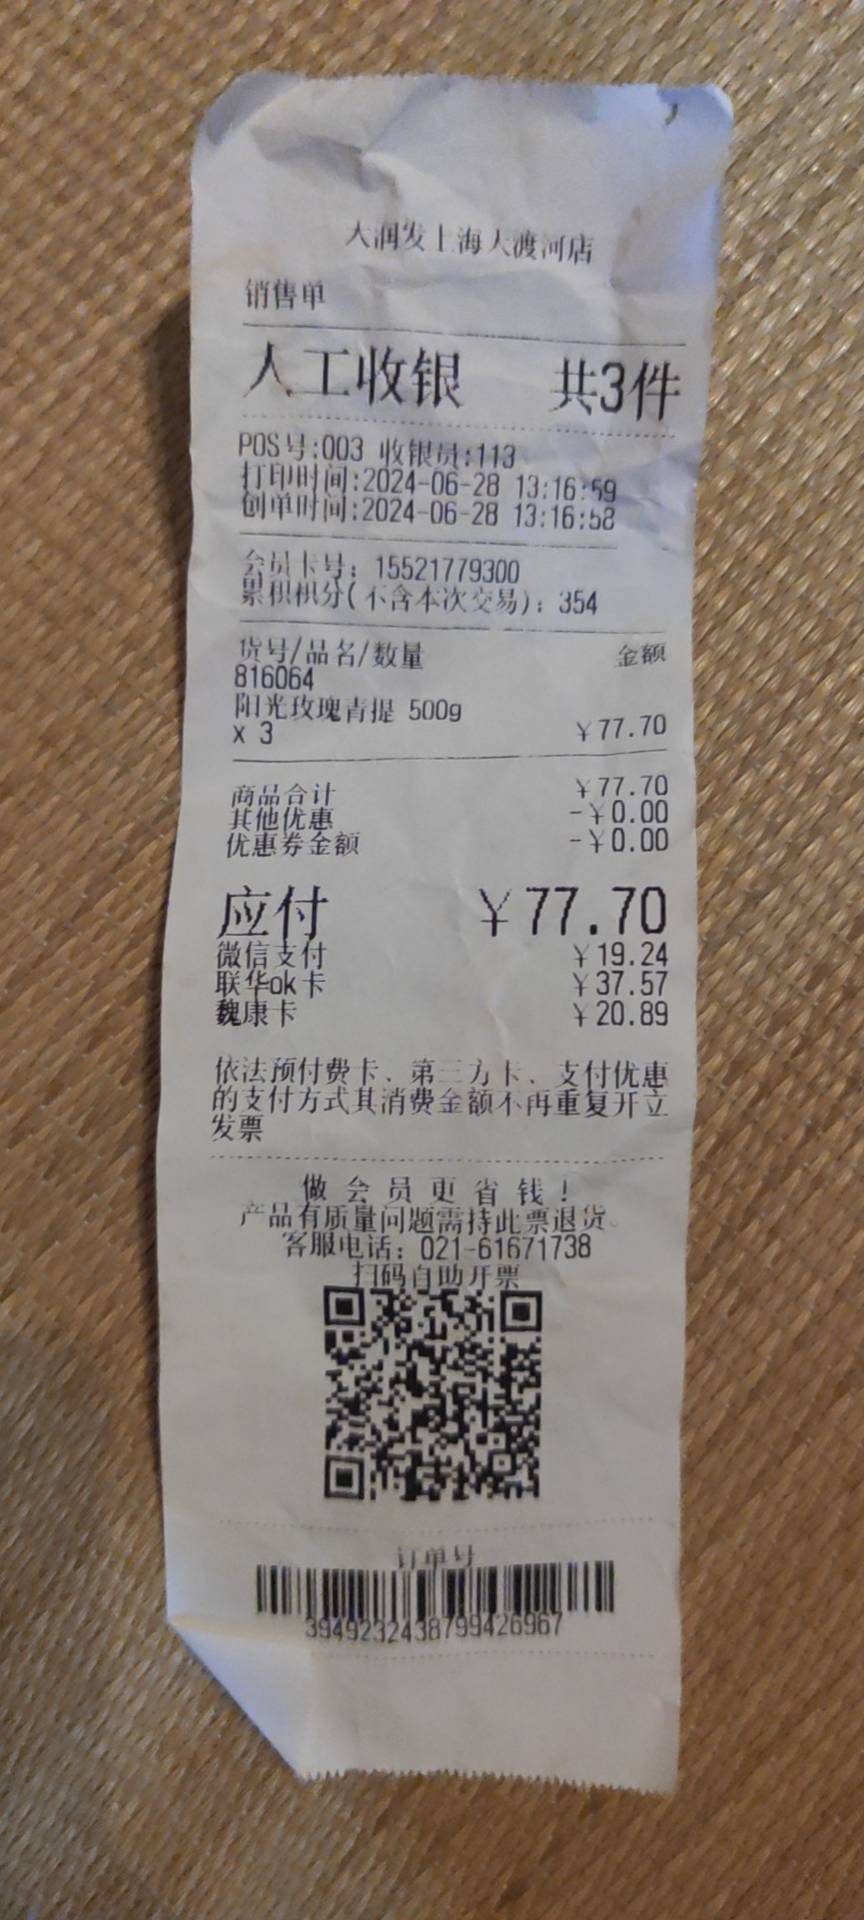 大润发上海大渡河店
销售单
人工收银 共3件
POS号:003 收银员:113
打印时间:2024-06-28 13:16:59
创单时间:2024-06-28 13:16:58
会员卡号: 15521779300
累积积分(不含本次交易): 354
货号/品名/数量 金额
816064
阳光玫瑰青提 500g
x 3 ¥77.70
商品合计 ¥77.70
其他优惠 -¥0.00
优惠券金额 -¥0.00
应付 ¥77.70
微信支付 ¥19.24
联华ok卡 ¥37.57
魏康卡 ¥20.89
依法预付费卡、第三方卡、支付优惠
的支付方式其消费金额不再重复开立
发票
做会员更省钱!
产品有质量问题需持此票退货。
客服电话: 021-61671738
扫码自助开票
订单号
3949232438799426967